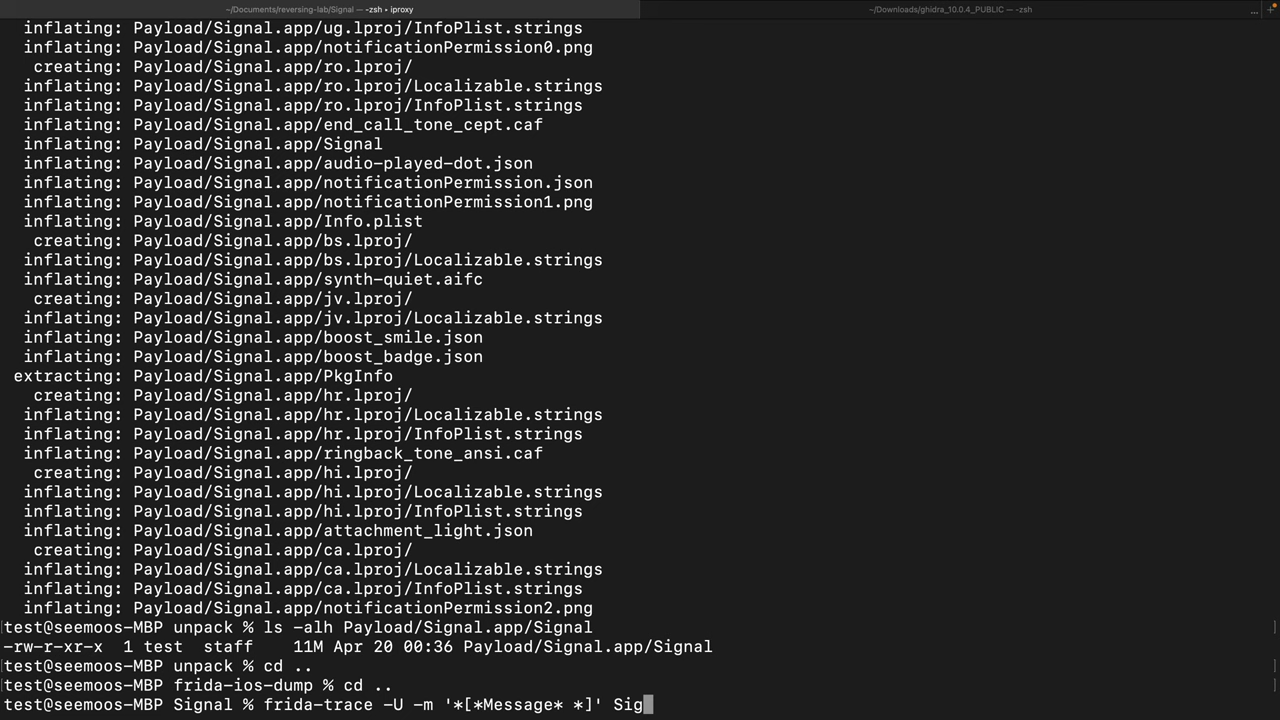 ~/Documents/reversing-lab/Signal — -zsh • iproxy
~/Downloads/ghidra_10.0.4_PUBLIC — -zsh
... +
inflating: Payload/Signal.app/ug.lproj/InfoPlist.strings
inflating: Payload/Signal.app/notificationPermission0.png
creating: Payload/Signal.app/ro.lproj/
inflating: Payload/Signal.app/ro.lproj/Localizable.strings
inflating: Payload/Signal.app/ro.lproj/InfoPlist.strings
inflating: Payload/Signal.app/end_call_tone_cept.caf
inflating: Payload/Signal.app/Signal
inflating: Payload/Signal.app/audio-played-dot.json
inflating: Payload/Signal.app/notificationPermission.json
inflating: Payload/Signal.app/notificationPermission1.png
inflating: Payload/Signal.app/Info.plist
creating: Payload/Signal.app/bs.lproj/
inflating: Payload/Signal.app/bs.lproj/Localizable.strings
inflating: Payload/Signal.app/synth-quiet.aifc
creating: Payload/Signal.app/jv.lproj/
inflating: Payload/Signal.app/jv.lproj/Localizable.strings
inflating: Payload/Signal.app/boost_smile.json
inflating: Payload/Signal.app/boost_badge.json
extracting: Payload/Signal.app/PkgInfo
creating: Payload/Signal.app/hr.lproj/
inflating: Payload/Signal.app/hr.lproj/Localizable.strings
inflating: Payload/Signal.app/hr.lproj/InfoPlist.strings
inflating: Payload/Signal.app/ringback_tone_ansi.caf
creating: Payload/Signal.app/hi.lproj/
inflating: Payload/Signal.app/hi.lproj/Localizable.strings
inflating: Payload/Signal.app/hi.lproj/InfoPlist.strings
inflating: Payload/Signal.app/attachment_light.json
creating: Payload/Signal.app/ca.lproj/
inflating: Payload/Signal.app/ca.lproj/Localizable.strings
inflating: Payload/Signal.app/ca.lproj/InfoPlist.strings
inflating: Payload/Signal.app/notificationPermission2.png
test@seemoos-MBP unpack % ls -alh Payload/Signal.app/Signal
-rw-r-xr-x 1 test staff 11M Apr 20 00:36 Payload/Signal.app/Signal
test@seemoos-MBP unpack % cd ..
test@seemoos-MBP frida-ios-dump % cd ..
test@seemoos-MBP Signal % frida-trace -U -m '*[*Message* *]' Sig